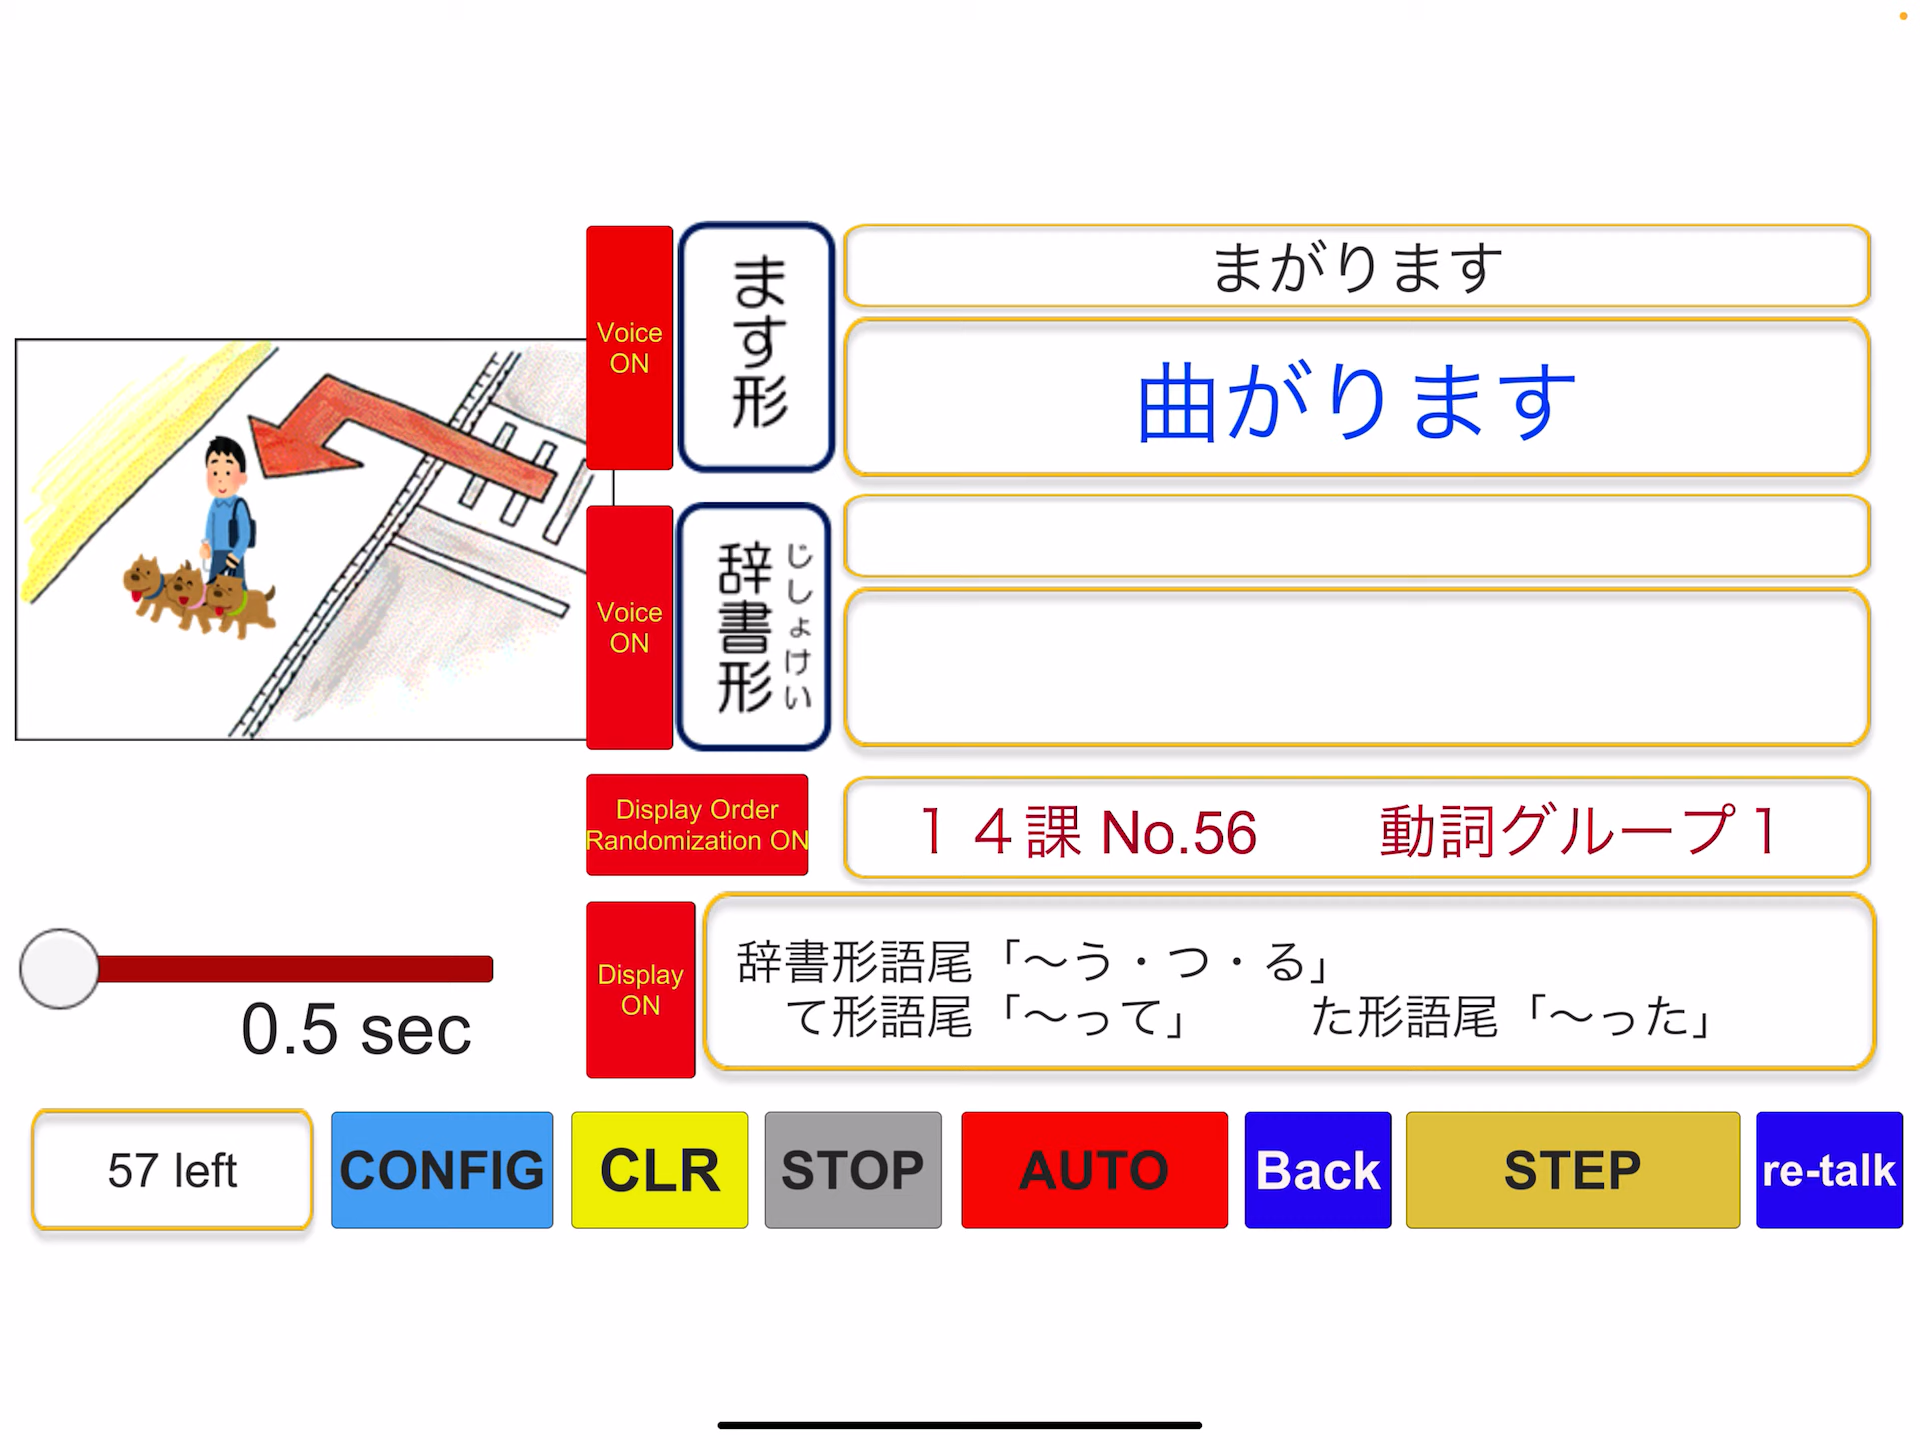 まがります
Voice
ON
ます形
曲がります
Voice
ON
辞書形
じしょけい
Display Order
Randomization ON
１４課 No.56　　動詞グループ１
Display
ON
辞書形語尾「〜う・つ・る」
て形語尾「〜って」　　た形語尾「〜った」
0.5 sec
57 left
CONFIG
CLR
STOP
AUTO
Back
STEP
re-talk